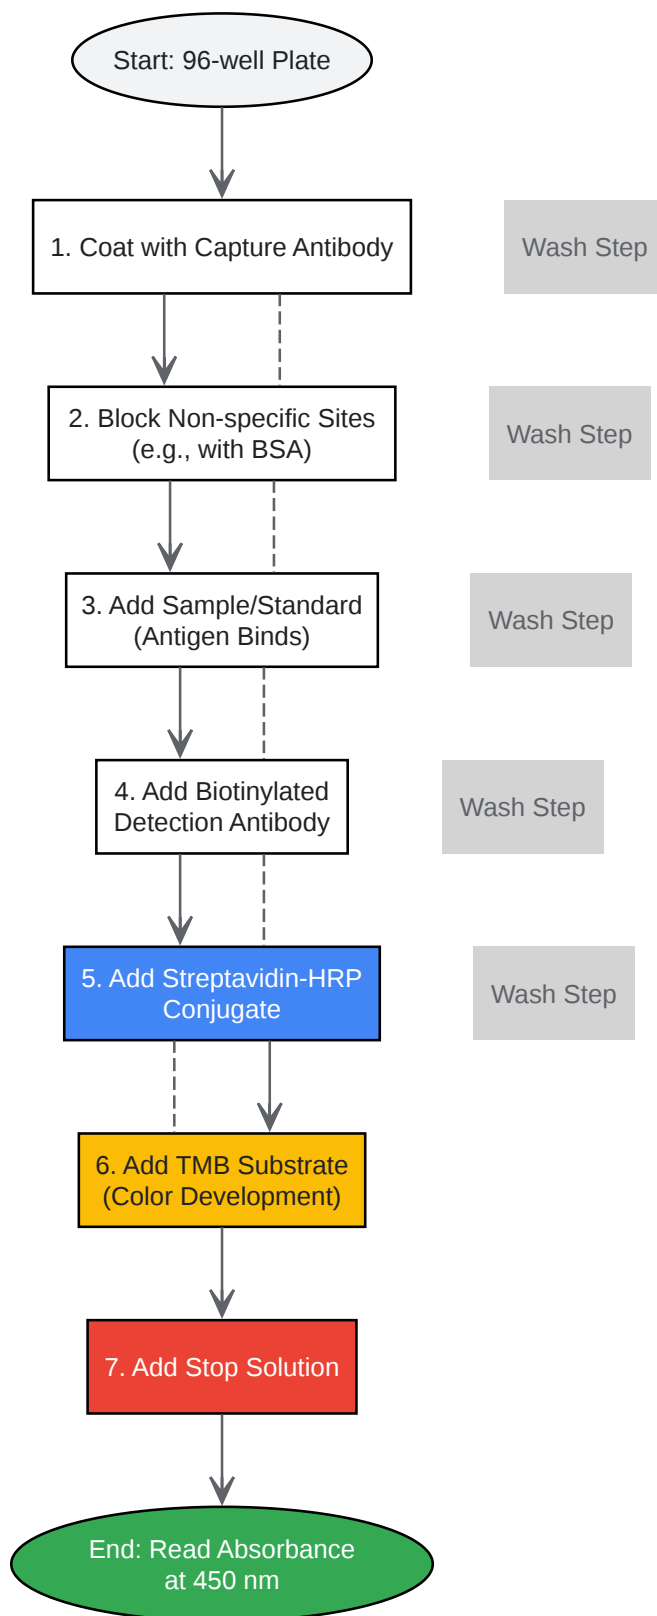 Start: 96-well Plate
1. Coat with Capture Antibody
Wash Step
2. Block Non-specific Sites
(e.g., with BSA)
Wash Step
3. Add Sample/Standard
(Antigen Binds)
Wash Step
4. Add Biotinylated
Detection Antibody
Wash Step
5. Add Streptavidin-HRP
Conjugate
Wash Step
6. Add TMB Substrate
(Color Development)
7. Add Stop Solution
End: Read Absorbance
at 450 nm